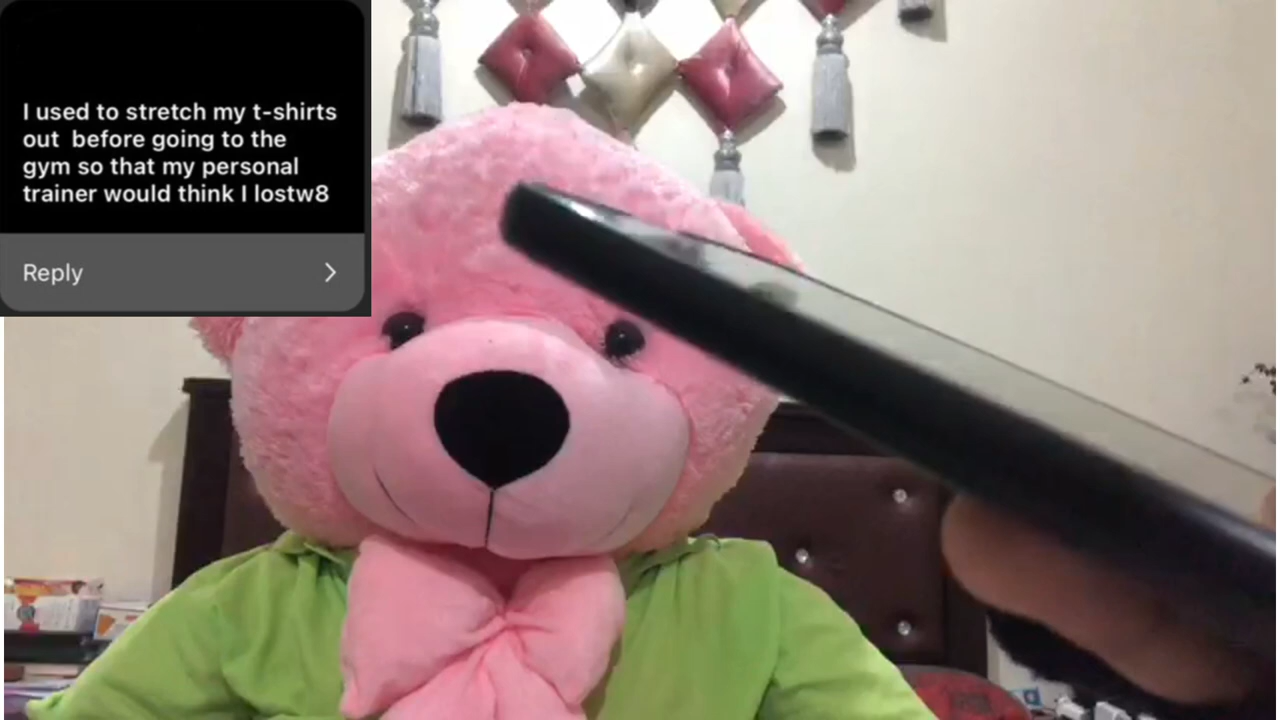 I used to stretch my t-shirts
out  before going to the
gym so that my personal
trainer would think I lostw8
Reply